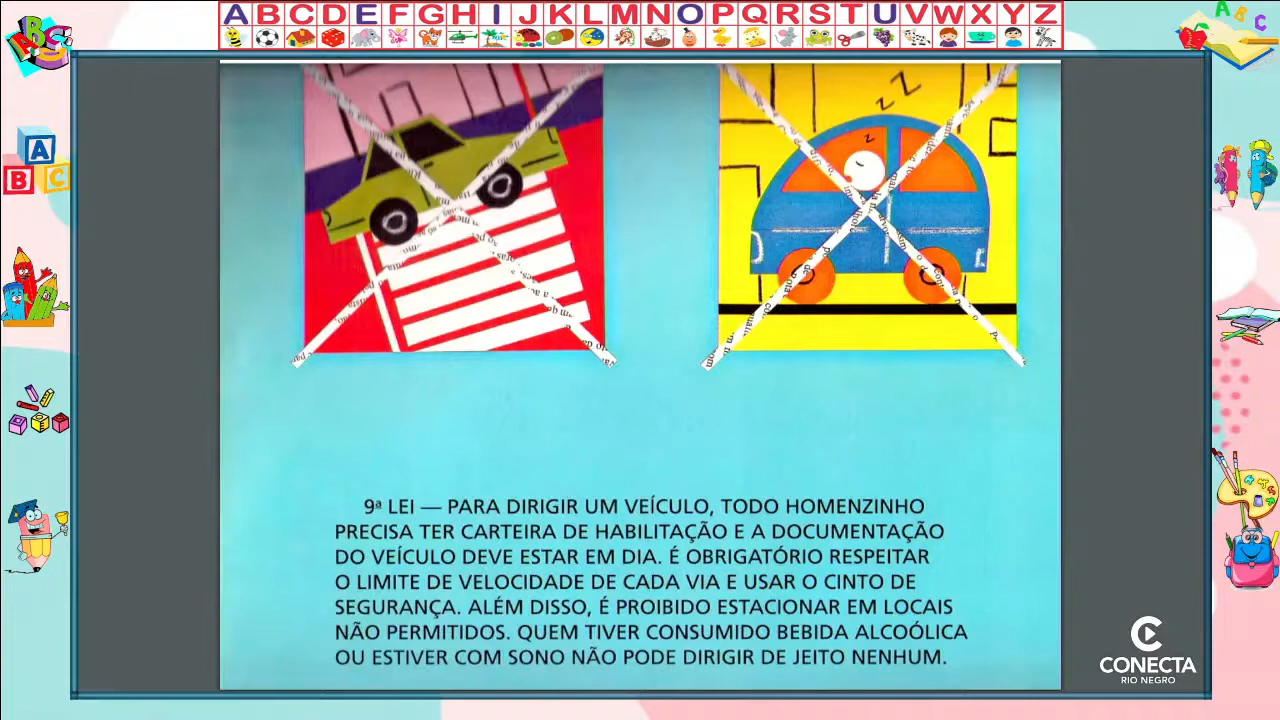 ABCDEFGHIJKLMNOPQRSTUVWXYZ
ABC
A
B C
A B C
z Z Z
9ª LEI — PARA DIRIGIR UM VEÍCULO, TODO HOMENZINHO
PRECISA TER CARTEIRA DE HABILITAÇÃO E A DOCUMENTAÇÃO
DO VEÍCULO DEVE ESTAR EM DIA. É OBRIGATÓRIO RESPEITAR
O LIMITE DE VELOCIDADE DE CADA VIA E USAR O CINTO DE
SEGURANÇA. ALÉM DISSO, É PROIBIDO ESTACIONAR EM LOCAIS
NÃO PERMITIDOS. QUEM TIVER CONSUMIDO BEBIDA ALCOÓLICA
OU ESTIVER COM SONO NÃO PODE DIRIGIR DE JEITO NENHUM.
CONECTA
RIO NEGRO